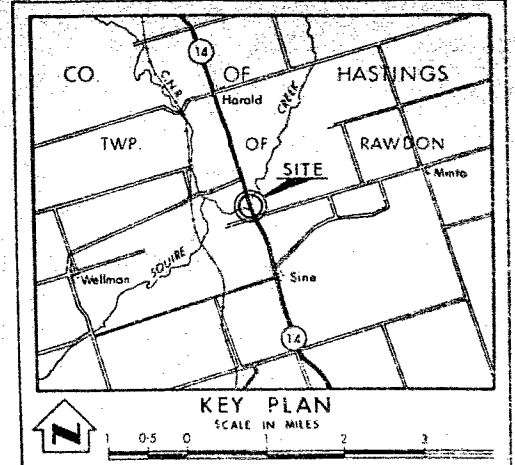 14
CO. OF HASTINGS
C.N.R.
Harald
CREEK
TWP. OF RAWDON
SITE
Minto
Wellman
SQUIRE
Sine
14
KEY PLAN
SCALE IN MILES
N
1 0·5 0 1 2 3